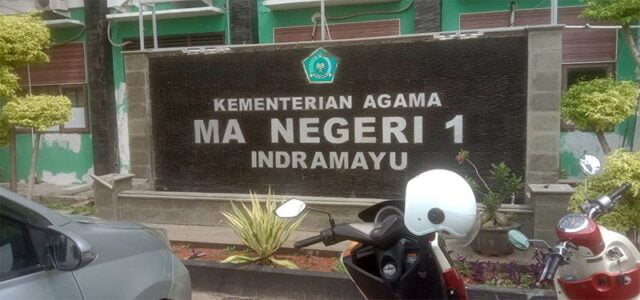 KEMENTERIAN AGAMA
MA NEGERI 1
INDRAMAYU